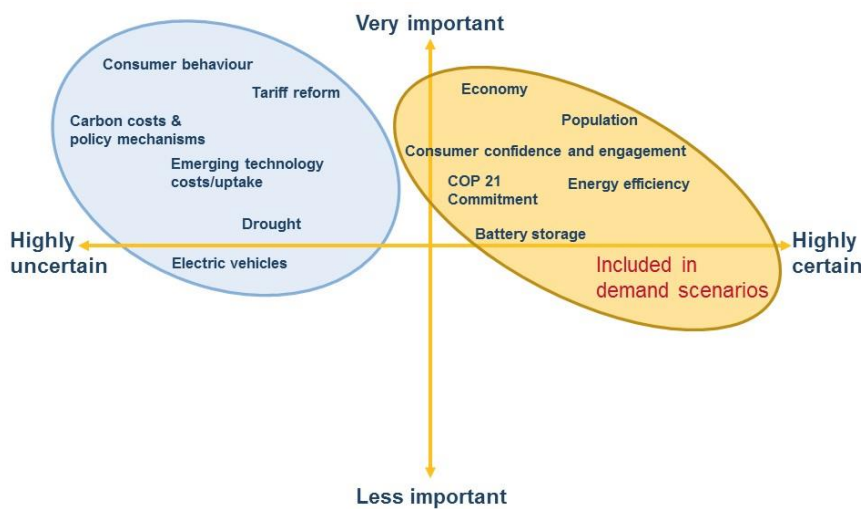 Very important
Consumer behaviour
Tariff reform
Economy
Carbon costs &
policy mechanisms
Population
Consumer confidence and engagement
Emerging technology
costs/uptake
COP 21
Commitment
Energy efficiency
Drought
Battery storage
Highly
uncertain
Highly
certain
Electric vehicles
Included in
demand scenarios
Less important